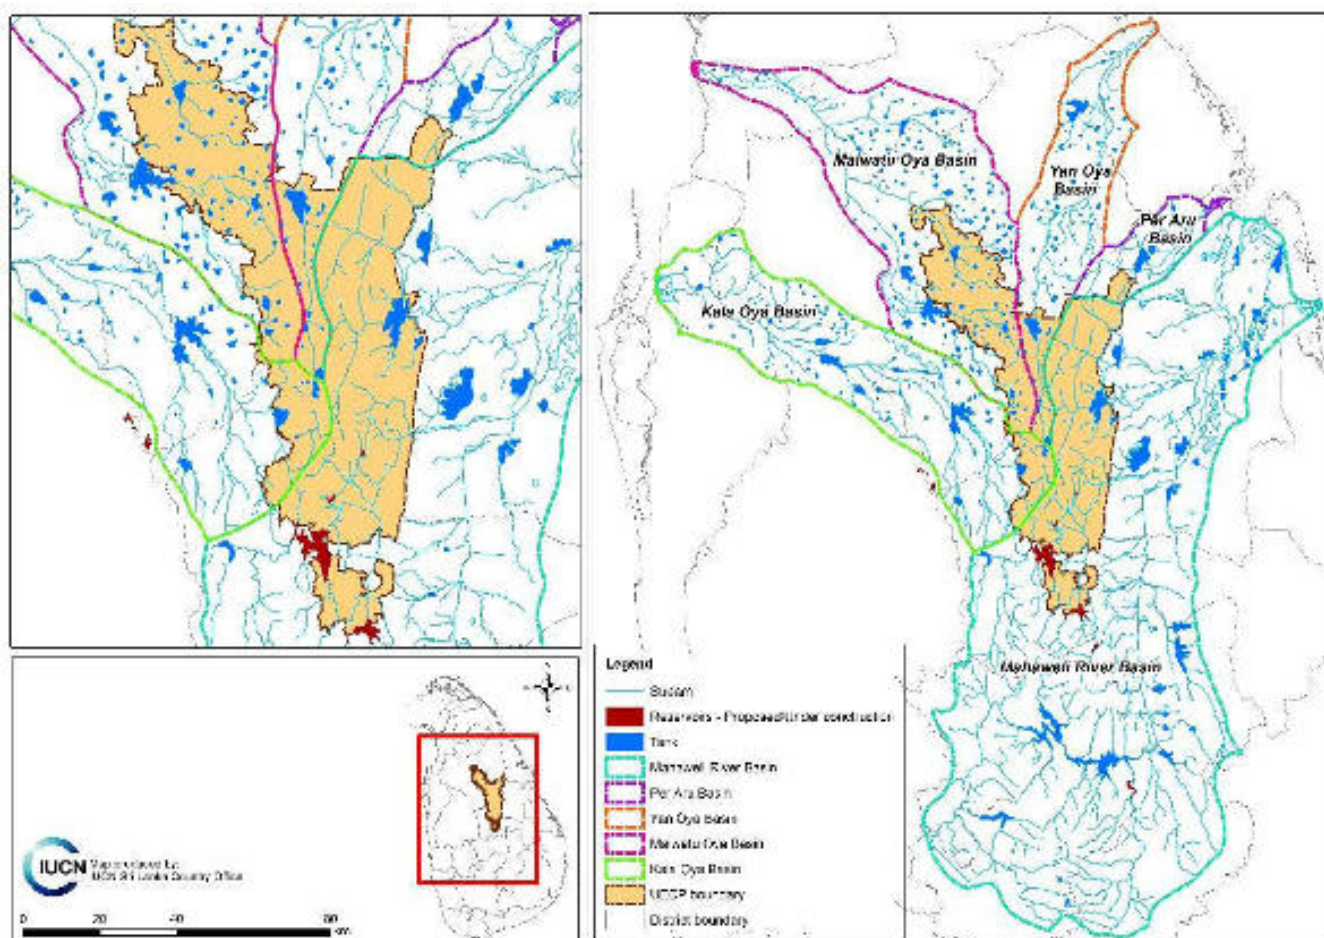 Malwatu Oya Basin
Yan Oya
Basin
Per Aru
Basin
Kala Oya Basin
Mahaweli River Basin
Legend
Stream
Reservoirs - Proposed/Under construction
Tank
Mahaweli River Basin
Per Aru Basin
Yan Oya Basin
Malwatu Oya Basin
Kala Oya Basin
boundary
District boundary
IUCN
Map produced by:
IUCN Sri Lanka Country Office
0 20 40 80
km